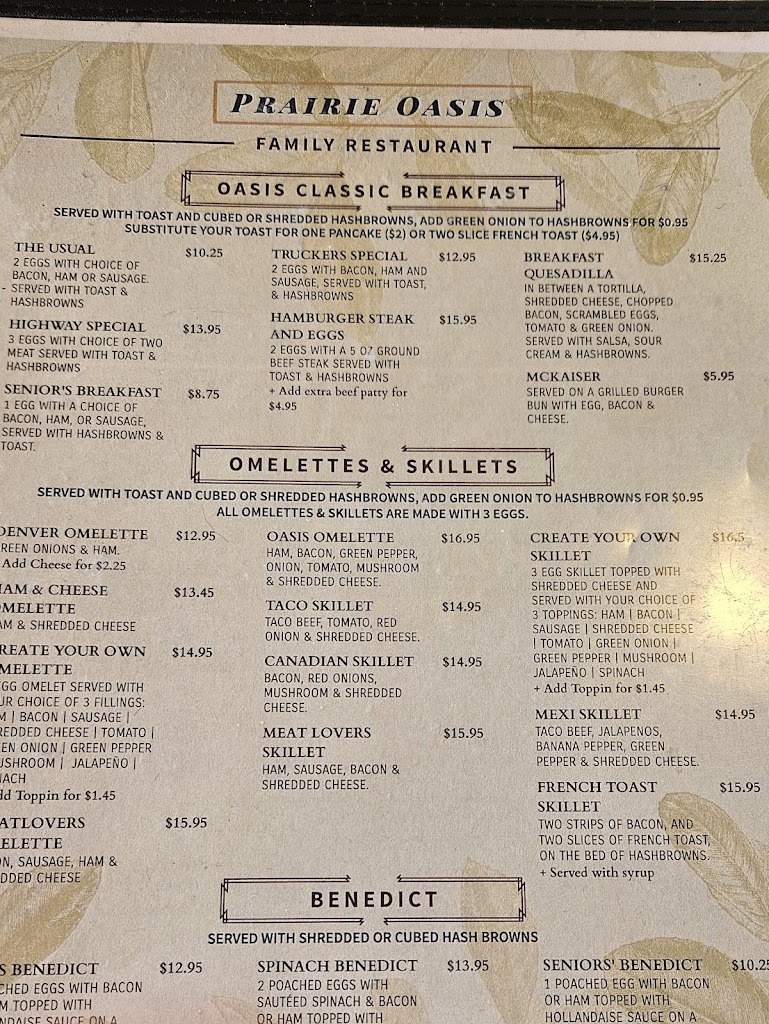 PRAIRIE OASIS
FAMILY RESTAURANT
OASIS CLASSIC BREAKFAST
SERVED WITH TOAST AND CUBED OR SHREDDED HASHBROWNS, ADD GREEN ONION TO HASHBROWNS FOR $0.95
SUBSTITUTE YOUR TOAST FOR ONE PANCAKE ($2) OR TWO SLICE FRENCH TOAST ($4.95)
THE USUAL $10.25
2 EGGS WITH CHOICE OF
BACON, HAM OR SAUSAGE.
- SERVED WITH TOAST &
HASHBROWNS
HIGHWAY SPECIAL $13.95
3 EGGS WITH CHOICE OF TWO
MEAT SERVED WITH TOAST &
HASHBROWNS
SENIOR'S BREAKFAST $8.75
1 EGG WITH A CHOICE OF
BACON, HAM, OR SAUSAGE,
SERVED WITH HASHBROWNS &
TOAST.
TRUCKERS SPECIAL $12.95
2 EGGS WITH BACON, HAM AND
SAUSAGE, SERVED WITH TOAST,
& HASHBROWNS
HAMBURGER STEAK $15.95
AND EGGS
2 EGGS WITH A 5 OZ GROUND
BEEF STEAK SERVED WITH
TOAST & HASHBROWNS
+ Add extra beef patty for
$4.95
BREAKFAST $15.25
QUESADILLA
IN BETWEEN A TORTILLA,
SHREDDED CHEESE, CHOPPED
BACON, SCRAMBLED EGGS,
TOMATO & GREEN ONION.
SERVED WITH SALSA, SOUR
CREAM & HASHBROWNS.
MCKAISER $5.95
SERVED ON A GRILLED BURGER
BUN WITH EGG, BACON &
CHEESE.
OMELETTES & SKILLETS
SERVED WITH TOAST AND CUBED OR SHREDDED HASHBROWNS, ADD GREEN ONION TO HASHBROWNS FOR $0.95
ALL OMELETTES & SKILLETS ARE MADE WITH 3 EGGS.
DENVER OMELETTE $12.95
REEN ONIONS & HAM.
Add Cheese for $2.25
HAM & CHEESE $13.45
OMELETTE
AM & SHREDDED CHEESE
REATE YOUR OWN $14.95
MELETTE
GG OMELET SERVED WITH
UR CHOICE OF 3 FILLINGS:
M | BACON | SAUSAGE |
REDDED CHEESE | TOMATO |
EEN ONION | GREEN PEPPER
USHROOM | JALAPEÑO |
NACH
dd Toppin for $1.45
ATLOVERS $15.95
ELETTE
ON, SAUSAGE, HAM &
DDED CHEESE
OASIS OMELETTE $16.95
HAM, BACON, GREEN PEPPER,
ONION, TOMATO, MUSHROOM
& SHREDDED CHEESE.
TACO SKILLET $14.95
TACO BEEF, TOMATO, RED
ONION & SHREDDED CHEESE.
CANADIAN SKILLET $14.95
BACON, RED ONIONS,
MUSHROOM & SHREDDED
CHEESE.
MEAT LOVERS $15.95
SKILLET
HAM, SAUSAGE, BACON &
SHREDDED CHEESE.
CREATE YOUR OWN $16.5
SKILLET
3 EGG SKILLET TOPPED WITH
SHREDDED CHEESE AND
SERVED WITH YOUR CHOICE OF
3 TOPPINGS: HAM | BACON |
SAUSAGE | SHREDDED CHEESE
| TOMATO | GREEN ONION |
GREEN PEPPER | MUSHROOM |
JALAPEÑO | SPINACH
+ Add Toppin for $1.45
MEXI SKILLET $14.95
TACO BEEF, JALAPENOS,
BANANA PEPPER, GREEN
PEPPER & SHREDDED CHEESE.
FRENCH TOAST $15.95
SKILLET
TWO STRIPS OF BACON, AND
TWO SLICES OF FRENCH TOAST,
ON THE BED OF HASHBROWNS.
+ Served with syrup
BENEDICT
SERVED WITH SHREDDED OR CUBED HASH BROWNS
S BENEDICT $12.95
CHED EGGS WITH BACON
M TOPPED WITH
NDAISE SAUCE ON A
SPINACH BENEDICT $13.95
2 POACHED EGGS WITH
SAUTÉED SPINACH & BACON
OR HAM TOPPED WITH
SENIORS' BENEDICT $10.25
1 POACHED EGG WITH BACON
OR HAM TOPPED WITH
HOLLANDAISE SAUCE ON A